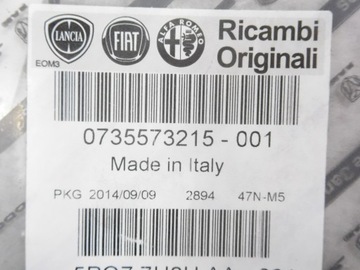 LANCIA FIAT ALFA ROMEO Ricambi
Originali
EOM3
0735573215 - 001
Made in Italy
PKG 2014/09/09 2894 47N-M5